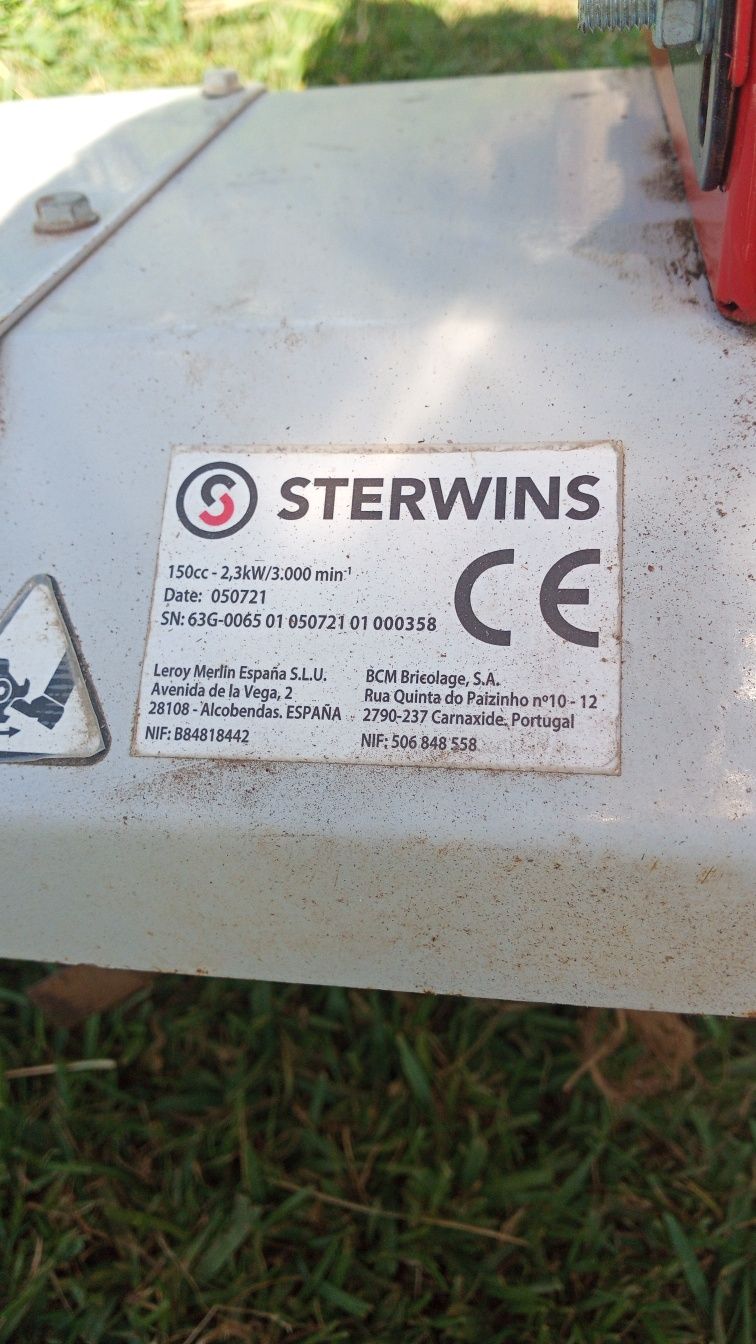 STERWINS
150cc - 2,3kW/3.000 min-¹
Date: 050721
SN: 63G-0065 01 050721 01 000358
CE
Leroy Merlin España S.L.U.
Avenida de la Vega, 2
28108 - Alcobendas. ESPAÑA
NIF: B84818442
BCM Bricolage, S.A.
Rua Quinta do Paizinho nº10 - 12
2790-237 Carnaxide. Portugal
NIF: 506 848 558